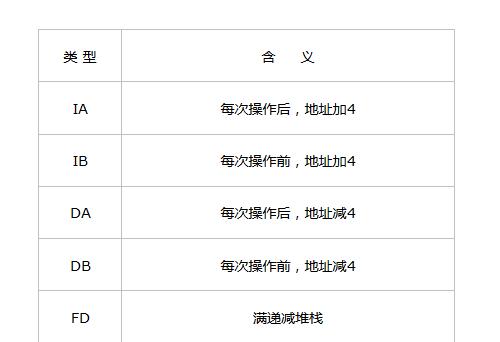 类 型 含 义
IA 每次操作后，地址加4
IB 每次操作前，地址加4
DA 每次操作后，地址减4
DB 每次操作前，地址减4
FD 满递减堆栈